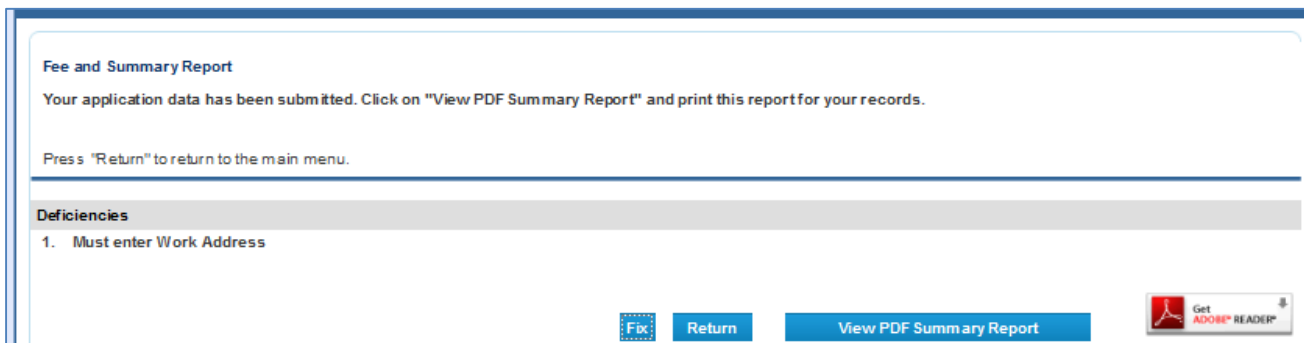 Fee and Summary Report
Your application data has been submitted. Click on "View PDF Summary Report" and print this report for your records.
Press "Return" to return to the main menu.
Deficiencies
1. Must enter Work Address
Fix Return View PDF Summary Report
Get
ADOBE® READER®